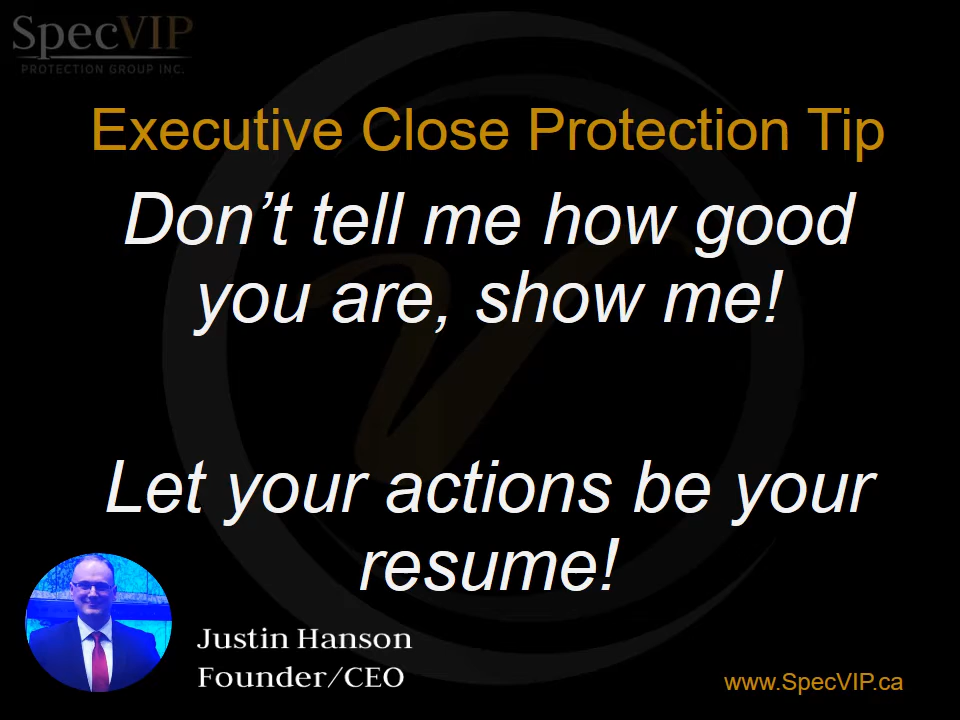 SpecVIP
PROTECTION GROUP INC.
Executive Close Protection Tip
Don’t tell me how good
you are, show me!
Let your actions be your
resume!
Justin Hanson
Founder/CEO
www.SpecVIP.ca